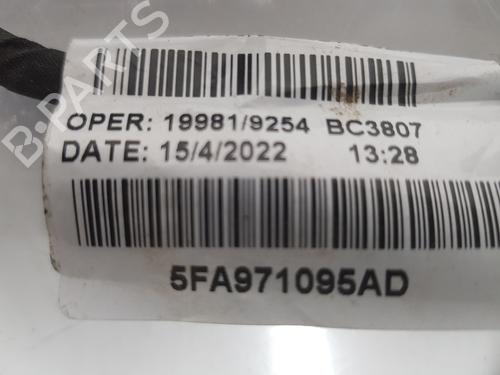 B-PARTS
OPER: 19981/9254 BC3807
DATE: 15/4/2022 13:28
5FA971095AD